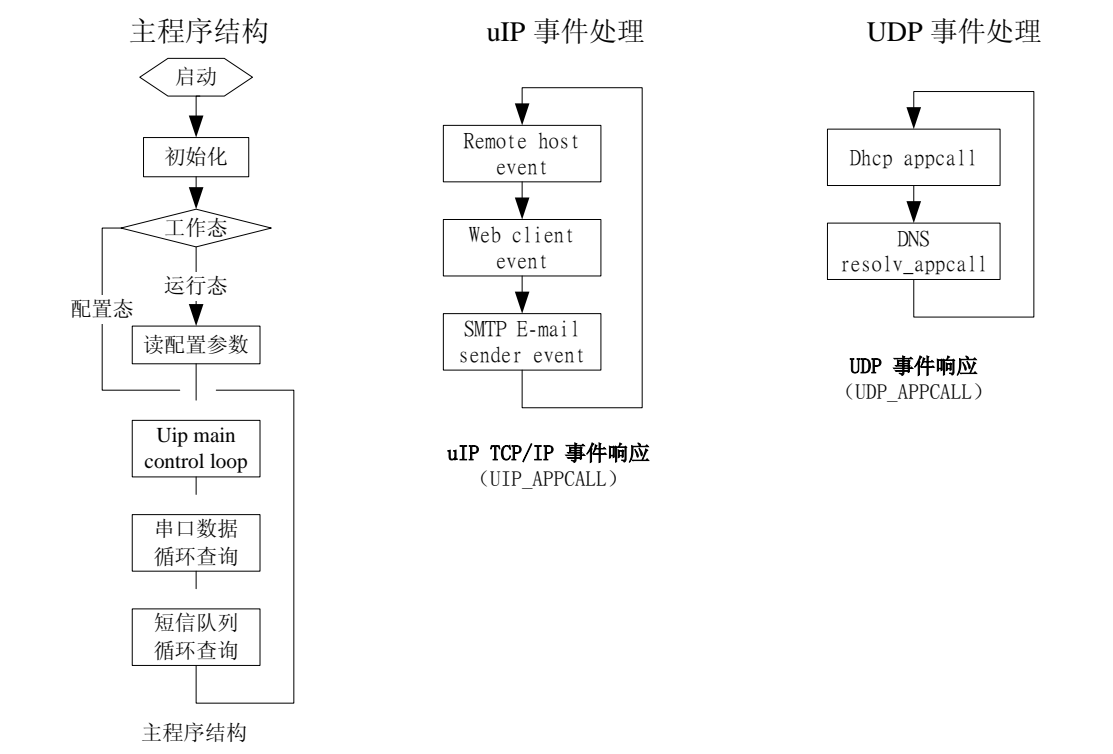 主程序结构
启动
初始化
工作态
运行态
配置态
读配置参数
Uip main
control loop
串口数据
循环查询
短信队列
循环查询
主程序结构
uIP 事件处理
Remote host
event
Web client
event
SMTP E-mail
sender event
uIP TCP/IP 事件响应
（UIP_APPCALL）
UDP 事件处理
Dhcp appcall
DNS
resolv_appcall
UDP 事件响应
（UDP_APPCALL）